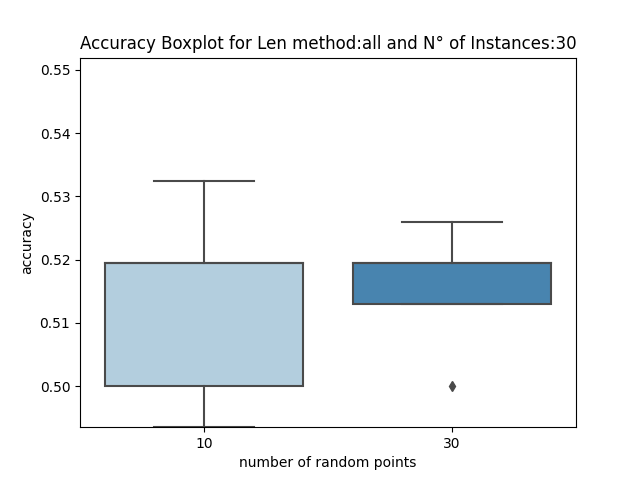 Accuracy Boxplot for Len method:all and N° of Instances:30
0.55
0.54
0.53
0.52
0.51
0.50
accuracy
10 30
number of random points